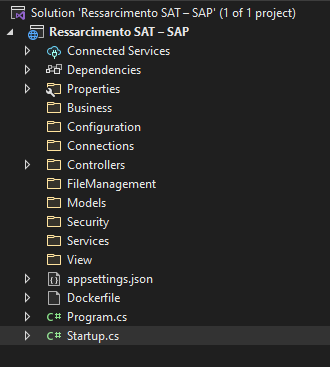 Solution 'Ressarcimento SAT – SAP' (1 of 1 project)
Ressarcimento SAT – SAP
Connected Services
Dependencies
Properties
Business
Configuration
Connections
Controllers
FileManagement
Models
Security
Services
View
appsettings.json
Dockerfile
C# Program.cs
C# Startup.cs